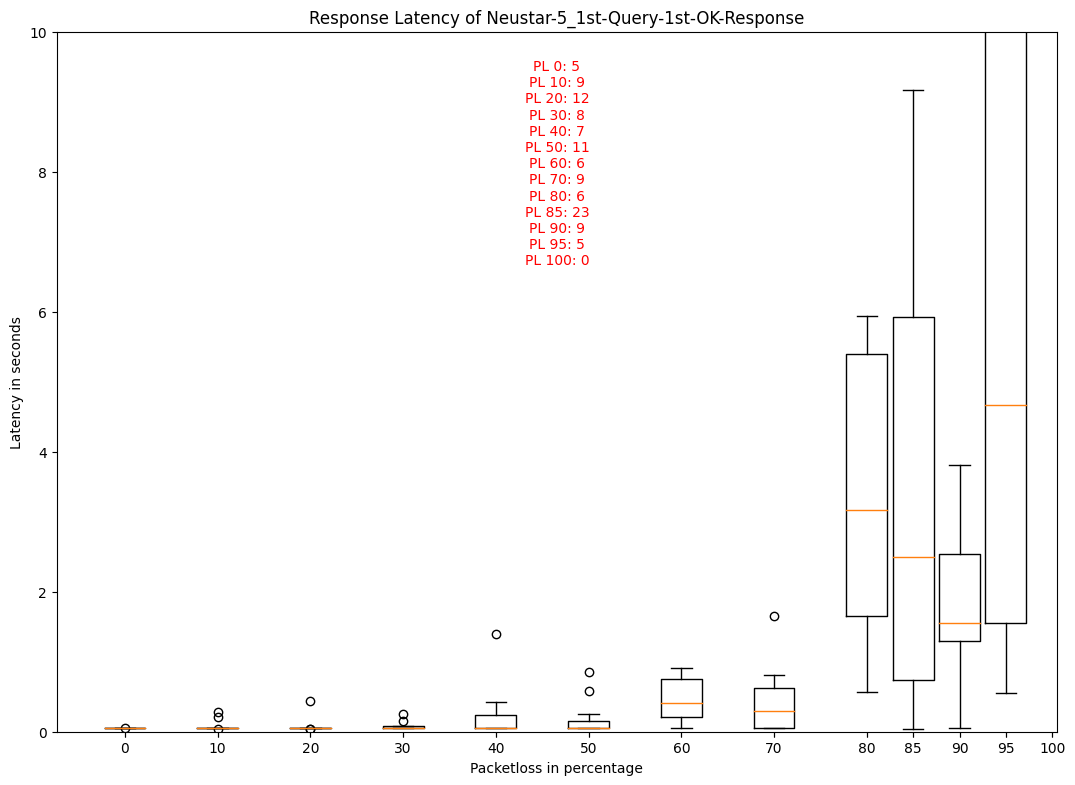 Response Latency of Neustar-5_1st-Query-1st-OK-Response
10
8
6
4
2
0
Latency in seconds
PL 0: 5
PL 10: 9
PL 20: 12
PL 30: 8
PL 40: 7
PL 50: 11
PL 60: 6
PL 70: 9
PL 80: 6
PL 85: 23
PL 90: 9
PL 95: 5
PL 100: 0
0 10 20 30 40 50 60 70 80 85 90 95 100
Packetloss in percentage